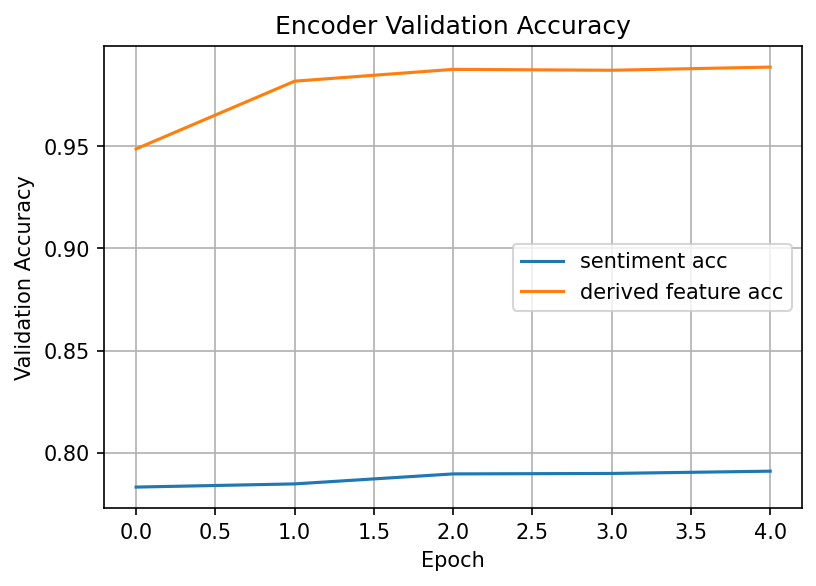 Encoder Validation Accuracy
Validation Accuracy
0.95
0.90
0.85
0.80
sentiment acc
derived feature acc
0.0 0.5 1.0 1.5 2.0 2.5 3.0 3.5 4.0
Epoch